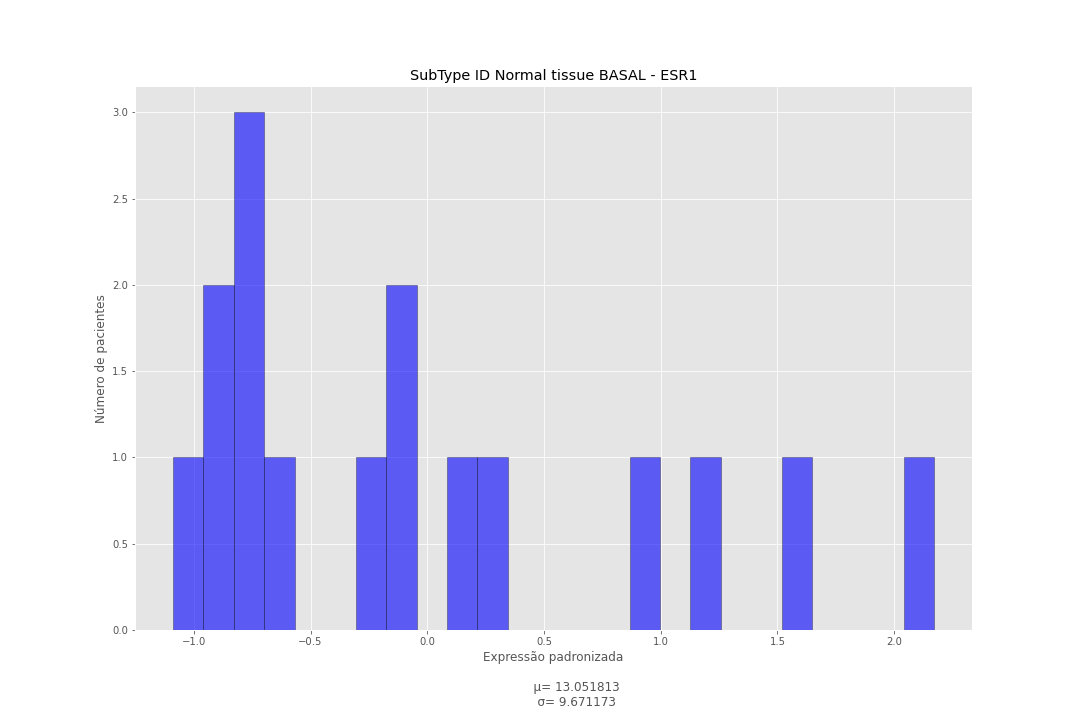 SubType ID Normal tissue BASAL - ESR1
3.0
2.5
2.0
1.5
1.0
0.5
0.0
Número de pacientes
−1.0 −0.5 0.0 0.5 1.0 1.5 2.0
Expressão padronizada
μ= 13.051813
σ= 9.671173